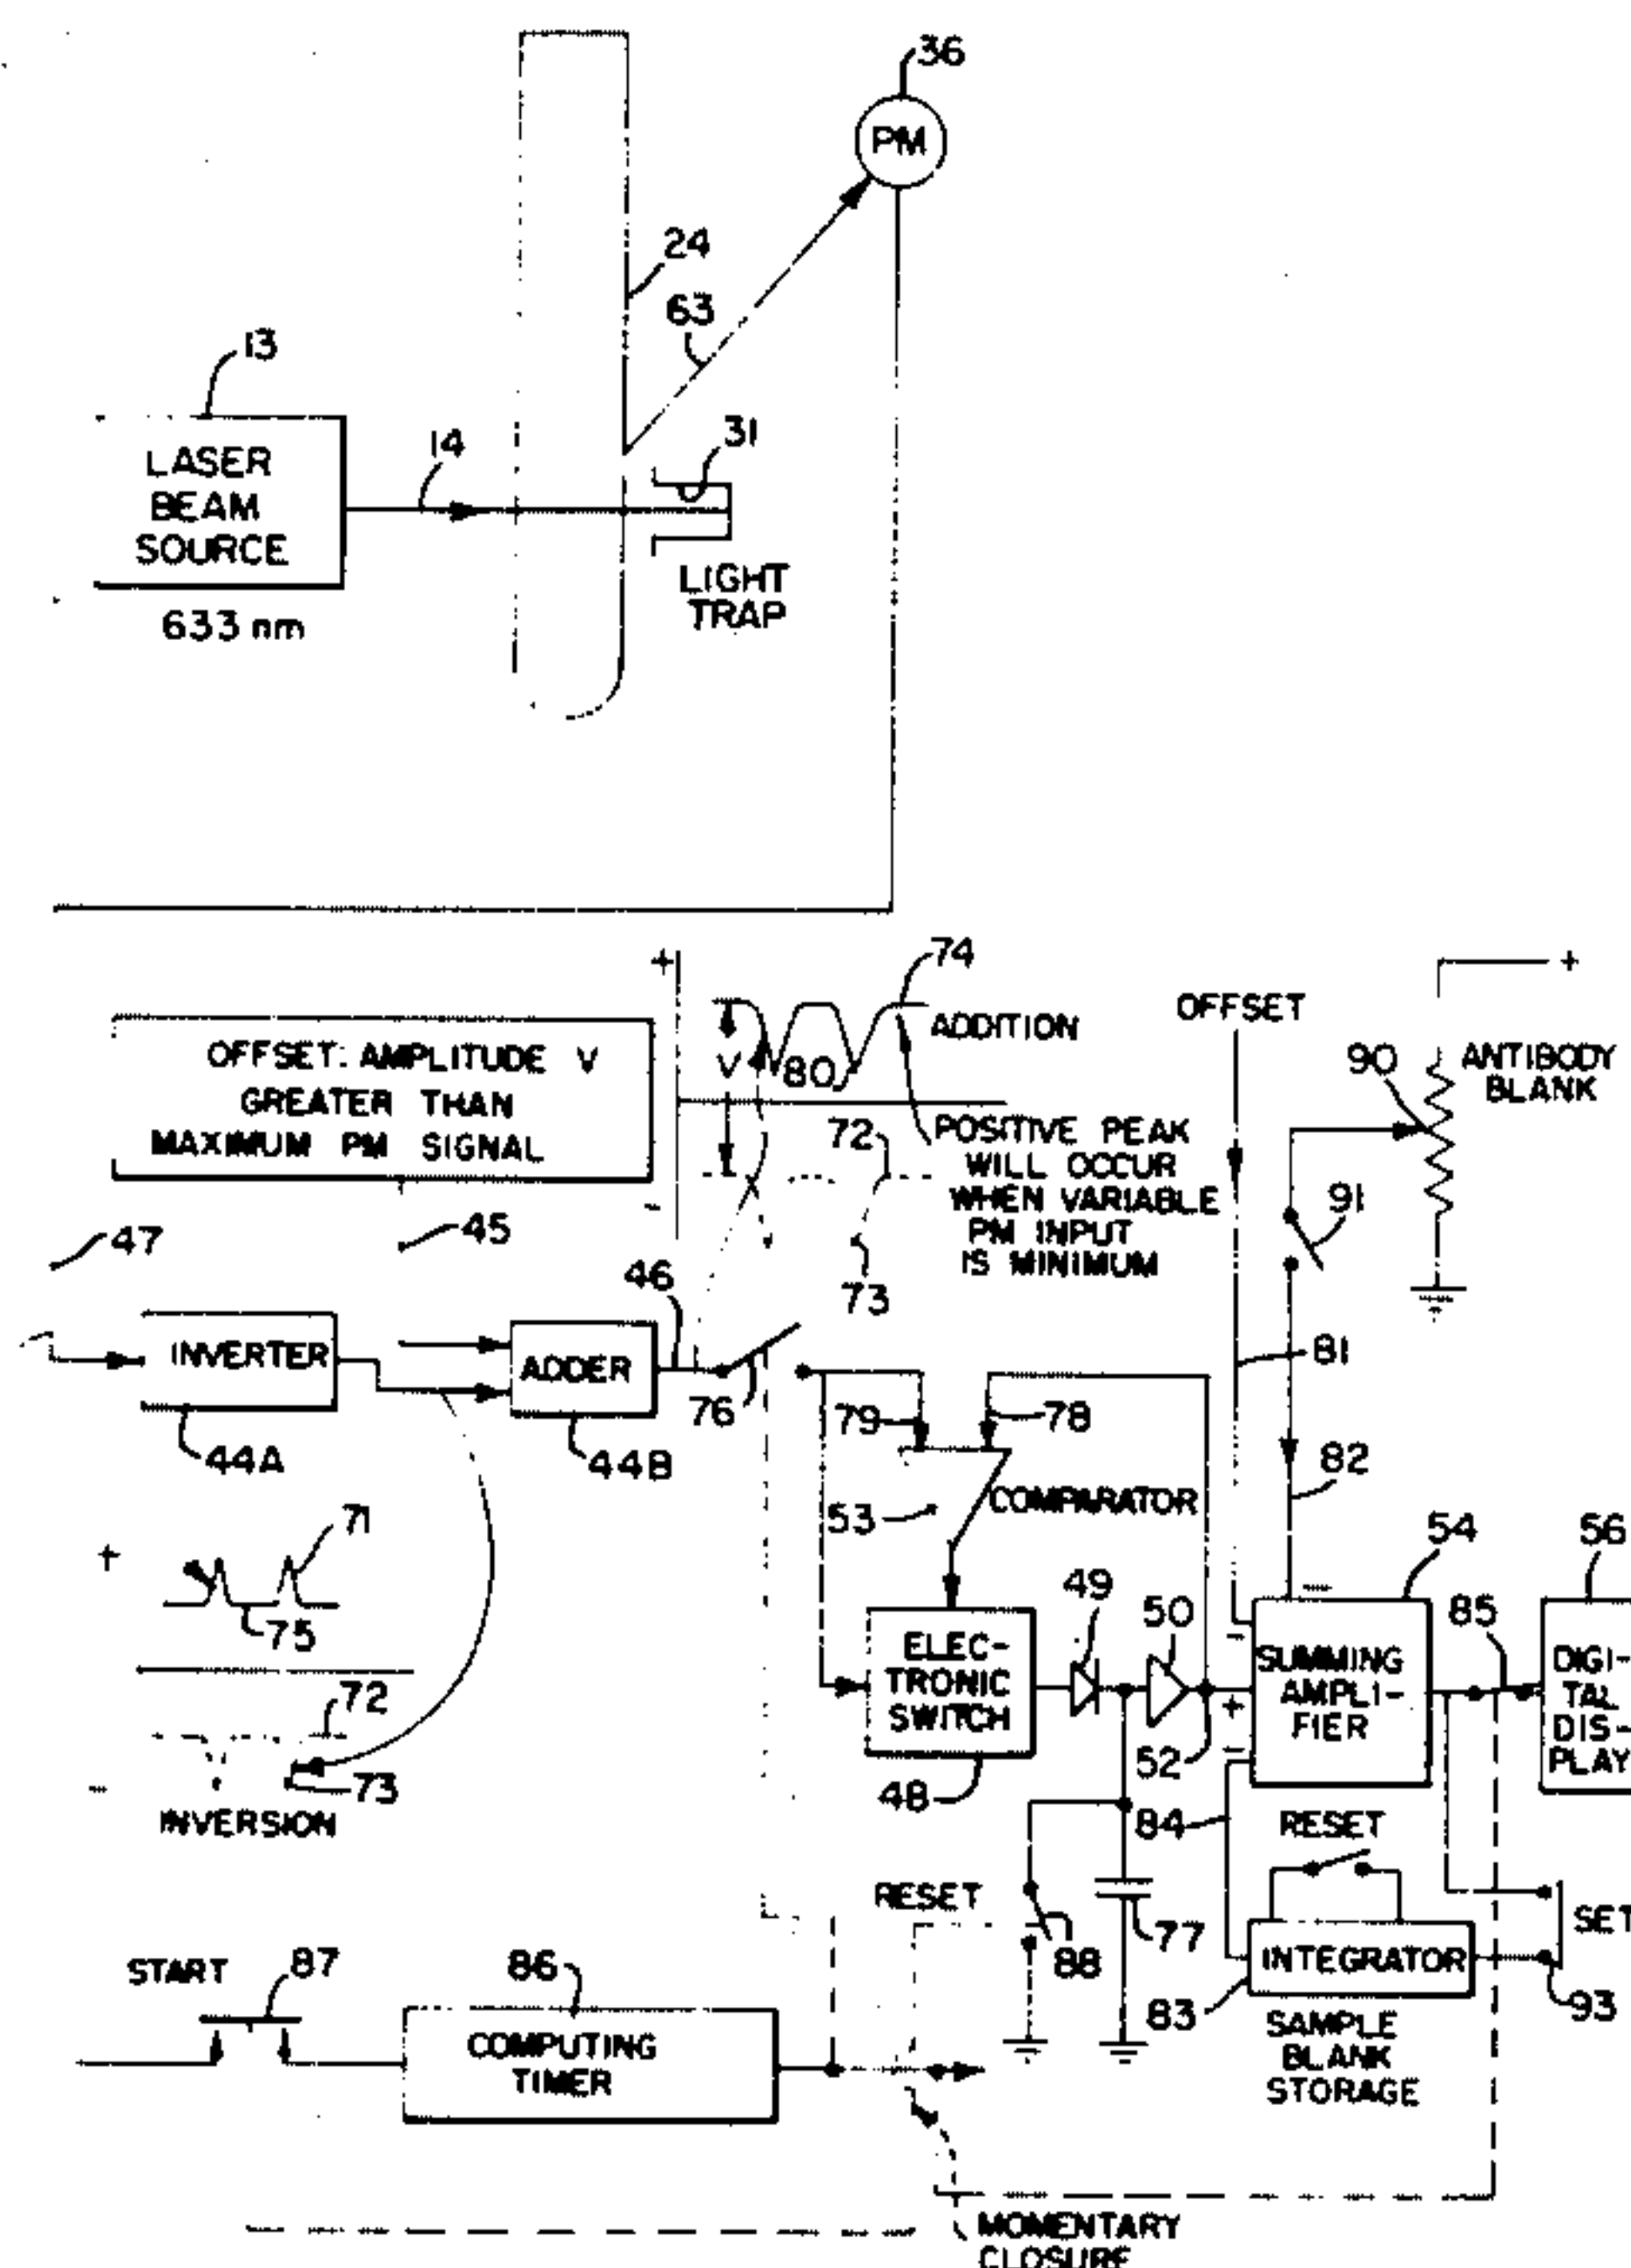 36
PM
24
63
13
14
31
LASER
BEAM
SOURCE
LIGHT
TRAP
633 nm
+
74
OFFSET
+
ADDITION
OFFSET: AMPLITUDE V
GREATER THAN
MAXIMUM PM SIGNAL
V
80
90
ANTIBODY
BLANK
72
POSITIVE PEAK
WILL OCCUR
WHEN VARIABLE
PM INPUT
IS MINIMUM
-
91
47
45
46
73
81
INVERTER
ADDER
76
79
78
44A
44B
82
COMPARATOR
53
71
54
56
+
49
50
85
75
-
-
ELEC-
TRONIC
SWITCH
SUMMING
AMPLI-
FIER
DIGI-
TAL
DIS-
PLAY
72
+
-
52
73
-
48
INVERSION
84
RESET
RESET
SET
77
START
87
86
88
INTEGRATOR
93
83
COMPUTING
TIMER
SAMPLE
BLANK
STORAGE
MOMENTARY
CLOSURE